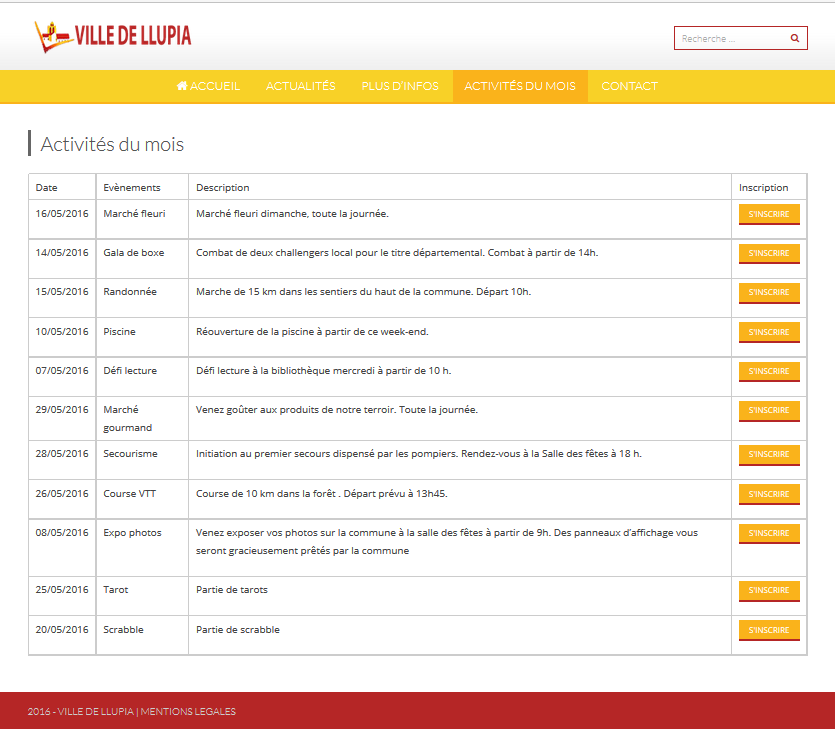 VILLE DE LLUPIA
Recherche ...
ACCUEIL ACTUALITÉS PLUS D'INFOS ACTIVITÉS DU MOIS CONTACT
Activités du mois
Date Evènements Description Inscription
16/05/2016 Marché fleuri Marché fleuri dimanche, toute la journée. S'INSCRIRE
14/05/2016 Gala de boxe Combat de deux challengers local pour le titre départemental. Combat à partir de 14h. S'INSCRIRE
15/05/2016 Randonnée Marche de 15 km dans les sentiers du haut de la commune. Départ 10h. S'INSCRIRE
10/05/2016 Piscine Réouverture de la piscine à partir de ce week-end. S'INSCRIRE
07/05/2016 Défi lecture Défi lecture à la bibliothèque mercredi à partir de 10 h. S'INSCRIRE
29/05/2016 Marché Venez goûter aux produits de notre terroir. Toute la journée. S'INSCRIRE
gourmand
28/05/2016 Secourisme Initiation au premier secours dispensé par les pompiers. Rendez-vous à la Salle des fêtes à 18 h. S'INSCRIRE
26/05/2016 Course VTT Course de 10 km dans la forêt . Départ prévu à 13h45. S'INSCRIRE
08/05/2016 Expo photos Venez exposer vos photos sur la commune à la salle des fêtes à partir de 9h. Des panneaux d'affichage vous S'INSCRIRE
seront gracieusement prêtés par la commune
25/05/2016 Tarot Partie de tarots S'INSCRIRE
20/05/2016 Scrabble Partie de scrabble S'INSCRIRE
2016 - VILLE DE LLUPIA | MENTIONS LEGALES